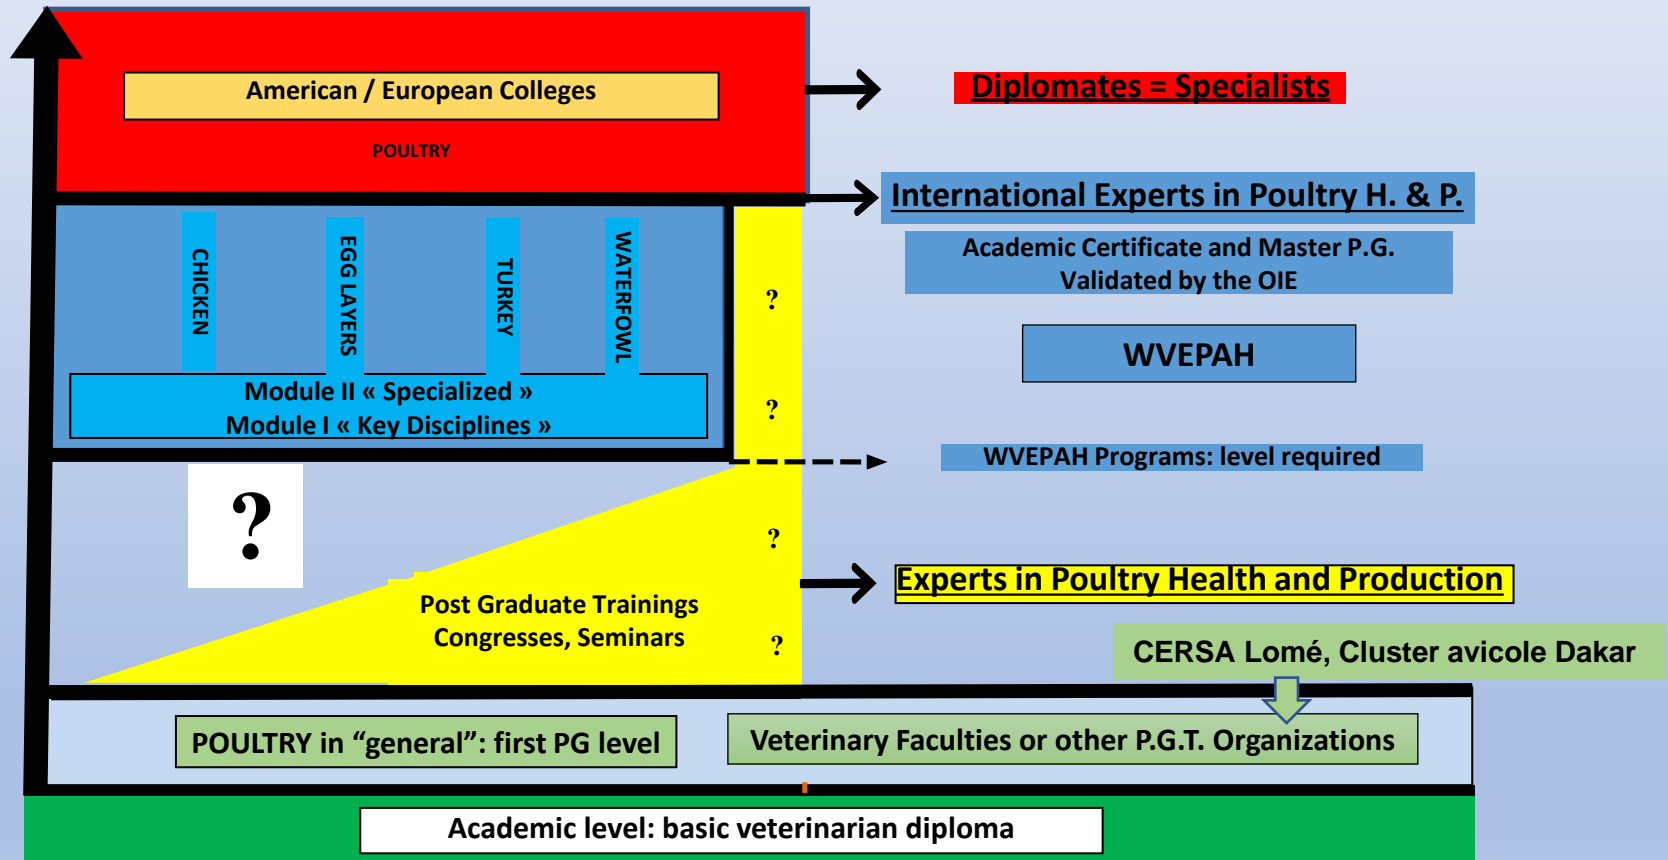 American / European Colleges
POULTRY
Diplomates = Specialists
International Experts in Poultry H. & P.
Academic Certificate and Master P.G.
Validated by the OIE
CHICKEN
EGG LAYERS
TURKEY
WATERFOWL
?
WVEPAH
Module II « Specialized »
Module I « Key Disciplines »
?
WVEPAH Programs: level required
?
?
Experts in Poultry Health and Production
Post Graduate Trainings
Congresses, Seminars
?
CERSA Lomé, Cluster avicole Dakar
POULTRY in “general”: first PG level
Veterinary Faculties or other P.G.T. Organizations
Academic level: basic veterinarian diploma